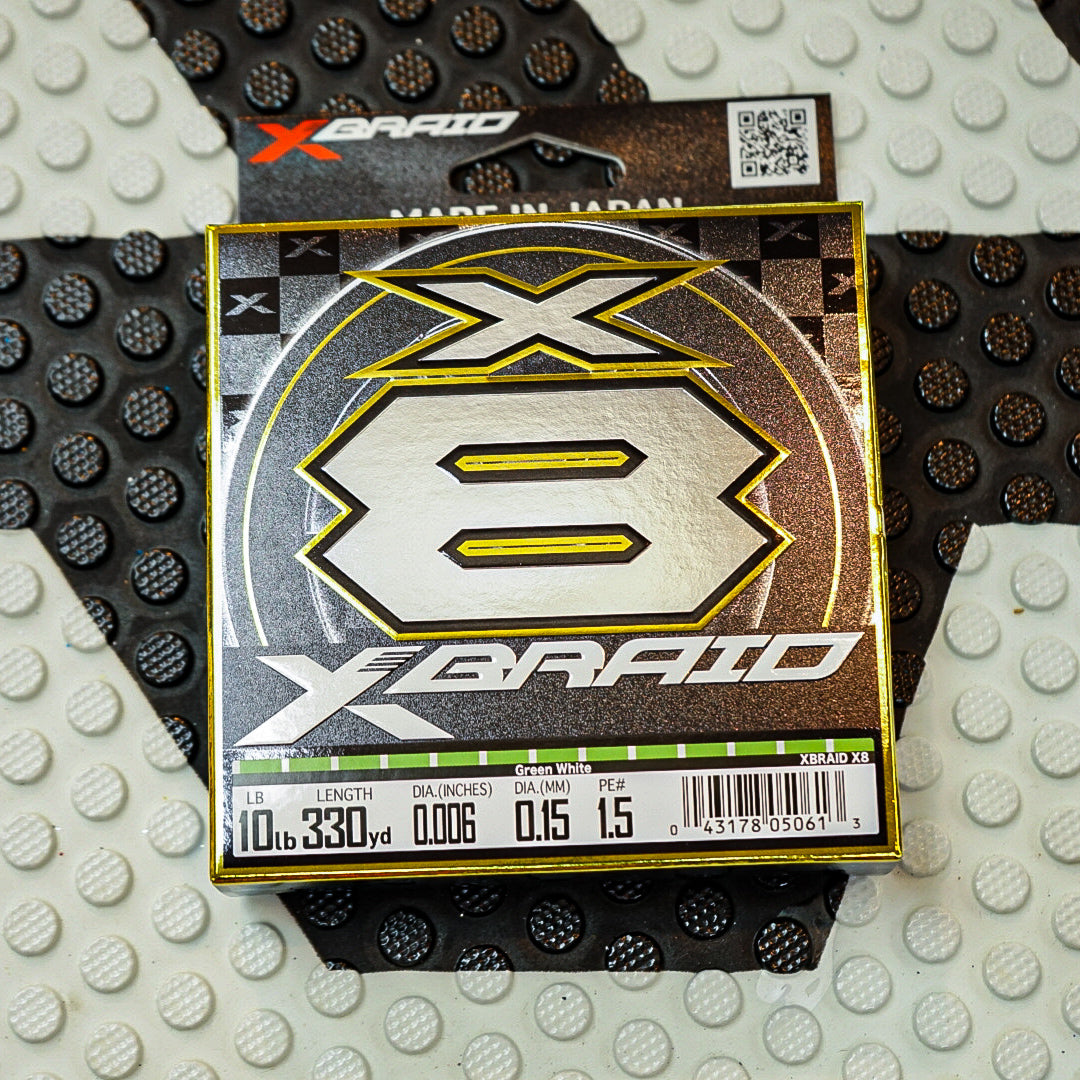 XBRAID
MADE IN JAPAN
X
8
XBRAID
Green White
XBRAID X8
LB LENGTH DIA.(INCHES) DIA.(MM) PE#
10lb 330yd 0.006 0.15 1.5
0 43178 05061 3